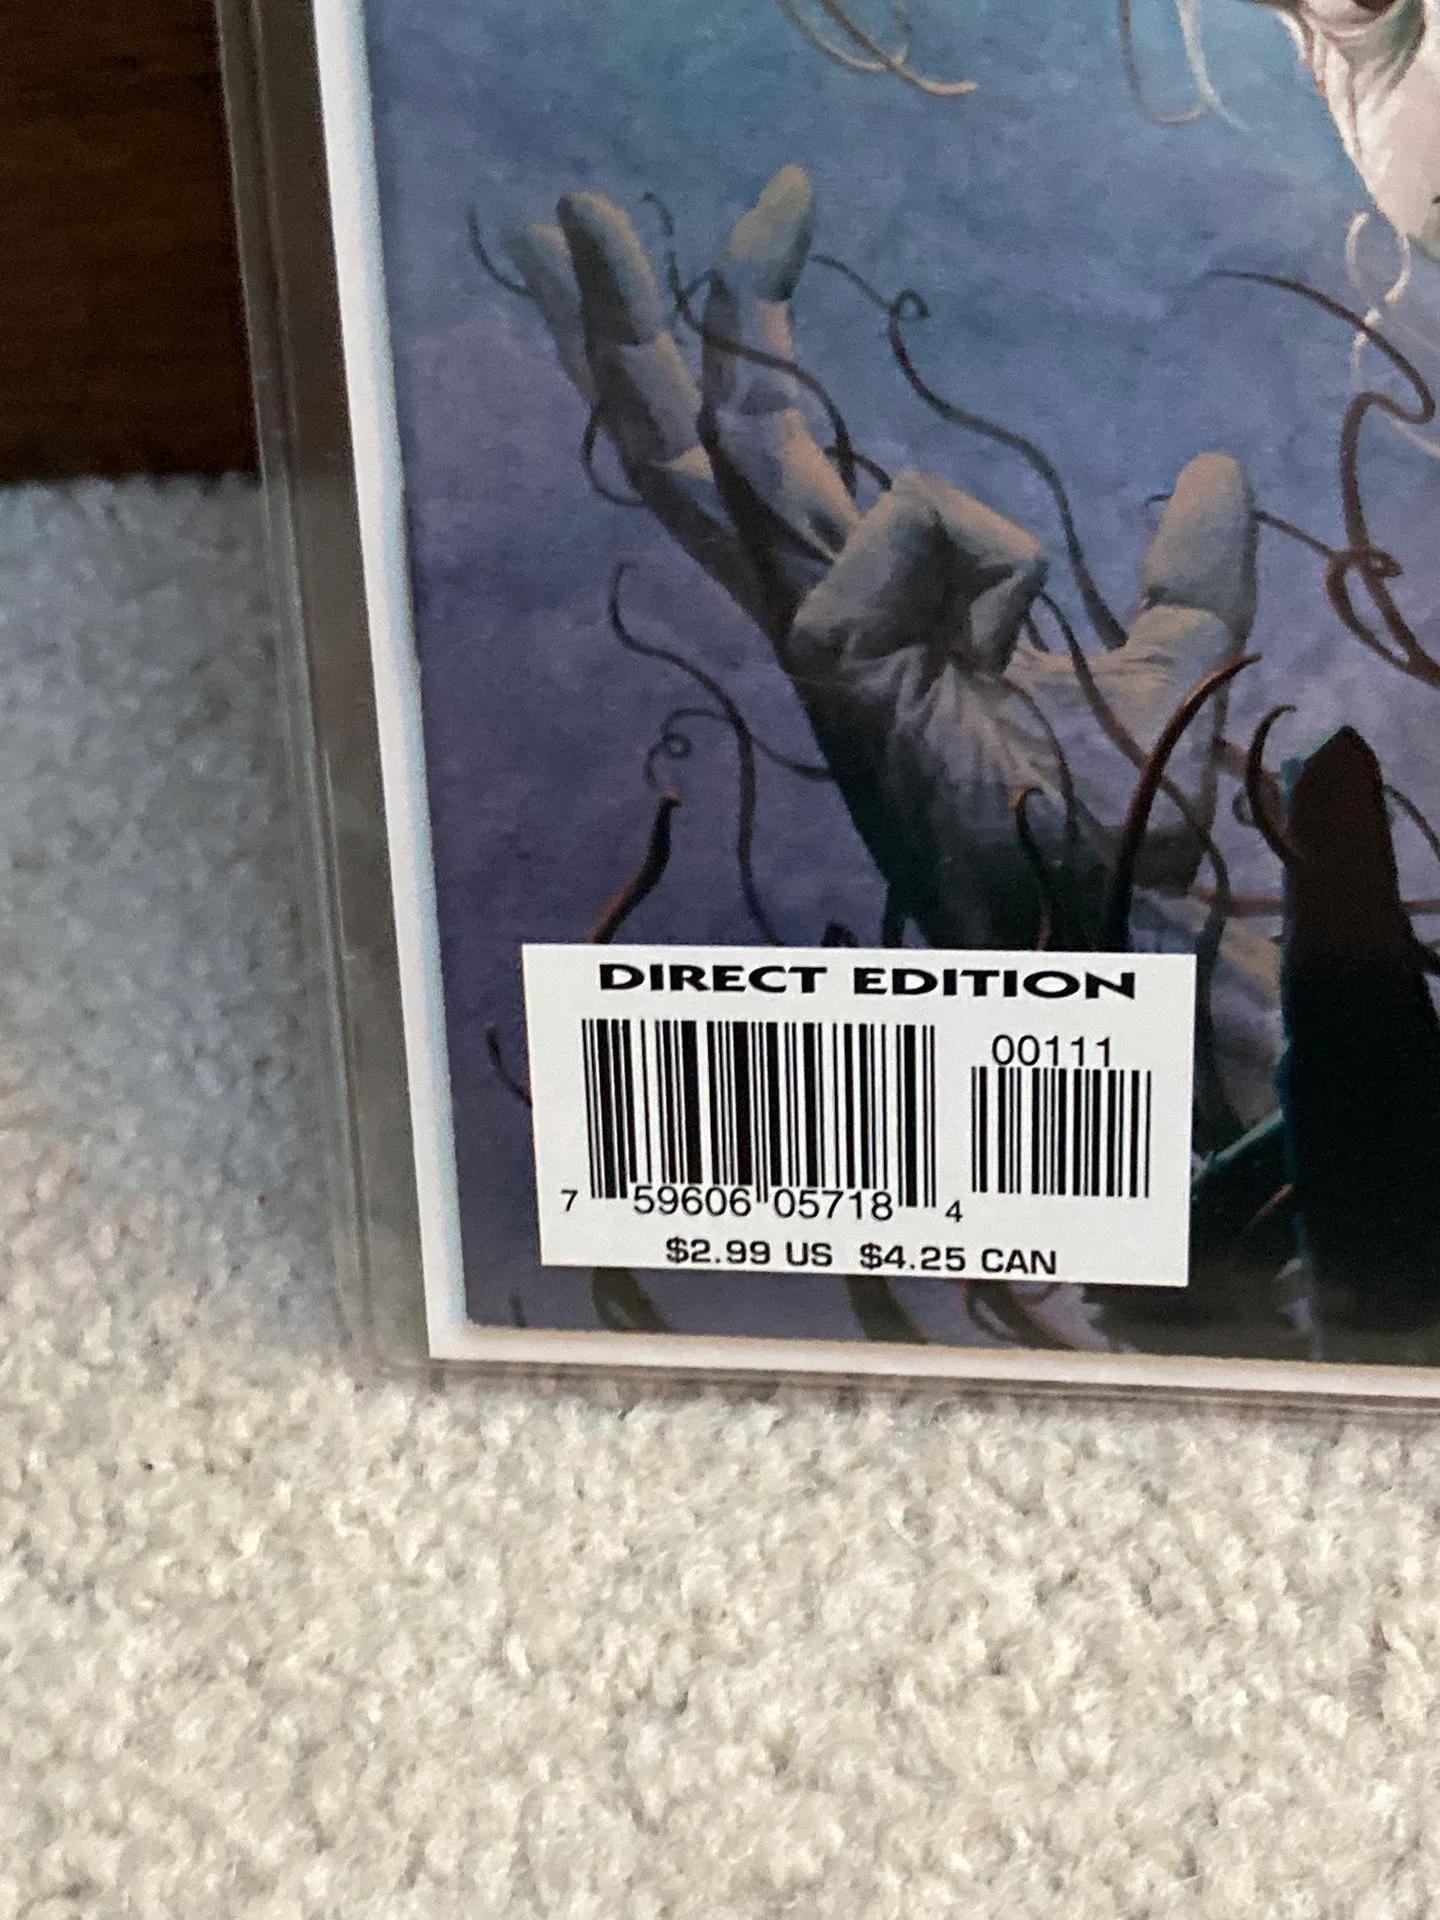 DIRECT EDITION
00111
7 59606 05718 4
$2.99 US $4.25 CAN